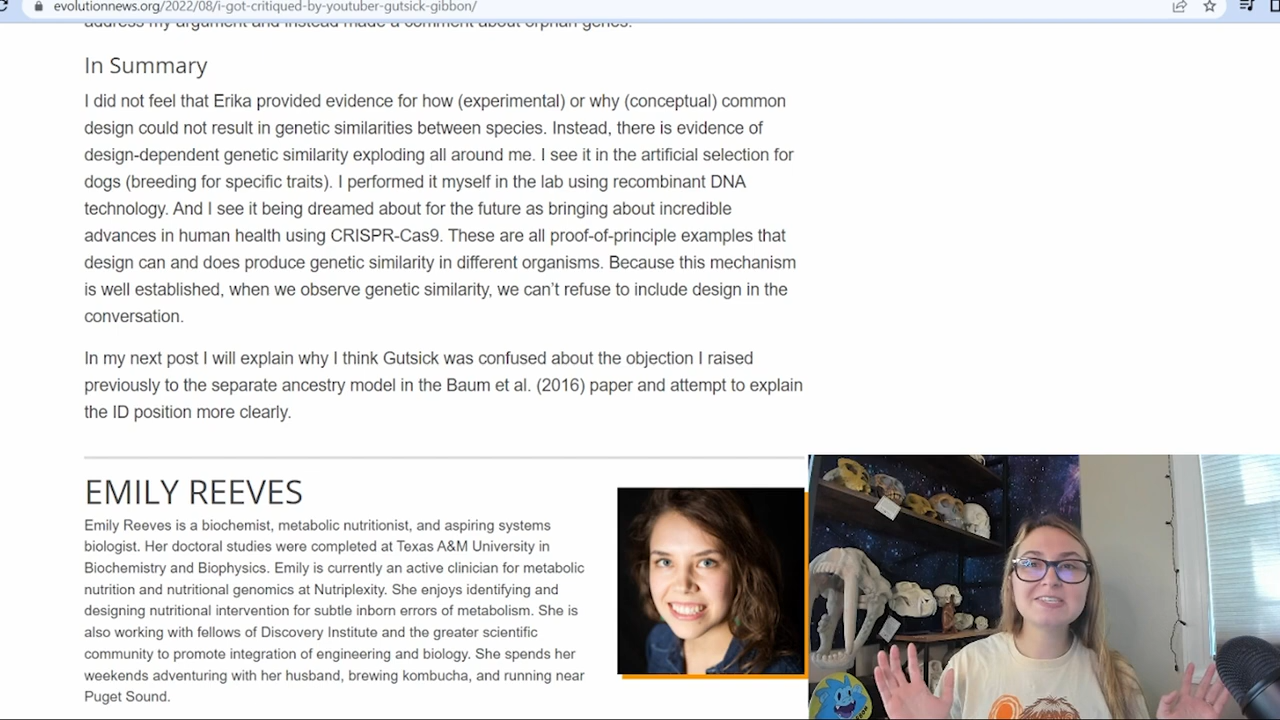 evolutionnews.org/2022/08/i-got-critiqued-by-youtuber-gutsick-gibbon/
address my argument and instead made a comment about orphan genes.
In Summary
I did not feel that Erika provided evidence for how (experimental) or why (conceptual) common
design could not result in genetic similarities between species. Instead, there is evidence of
design-dependent genetic similarity exploding all around me. I see it in the artificial selection for
dogs (breeding for specific traits). I performed it myself in the lab using recombinant DNA
technology. And I see it being dreamed about for the future as bringing about incredible
advances in human health using CRISPR-Cas9. These are all proof-of-principle examples that
design can and does produce genetic similarity in different organisms. Because this mechanism
is well established, when we observe genetic similarity, we can’t refuse to include design in the
conversation.
In my next post I will explain why I think Gutsick was confused about the objection I raised
previously to the separate ancestry model in the Baum et al. (2016) paper and attempt to explain
the ID position more clearly.
EMILY REEVES
Emily Reeves is a biochemist, metabolic nutritionist, and aspiring systems
biologist. Her doctoral studies were completed at Texas A&M University in
Biochemistry and Biophysics. Emily is currently an active clinician for metabolic
nutrition and nutritional genomics at Nutriplexity. She enjoys identifying and
designing nutritional intervention for subtle inborn errors of metabolism. She is
also working with fellows of Discovery Institute and the greater scientific
community to promote integration of engineering and biology. She spends her
weekends adventuring with her husband, brewing kombucha, and running near
Puget Sound.